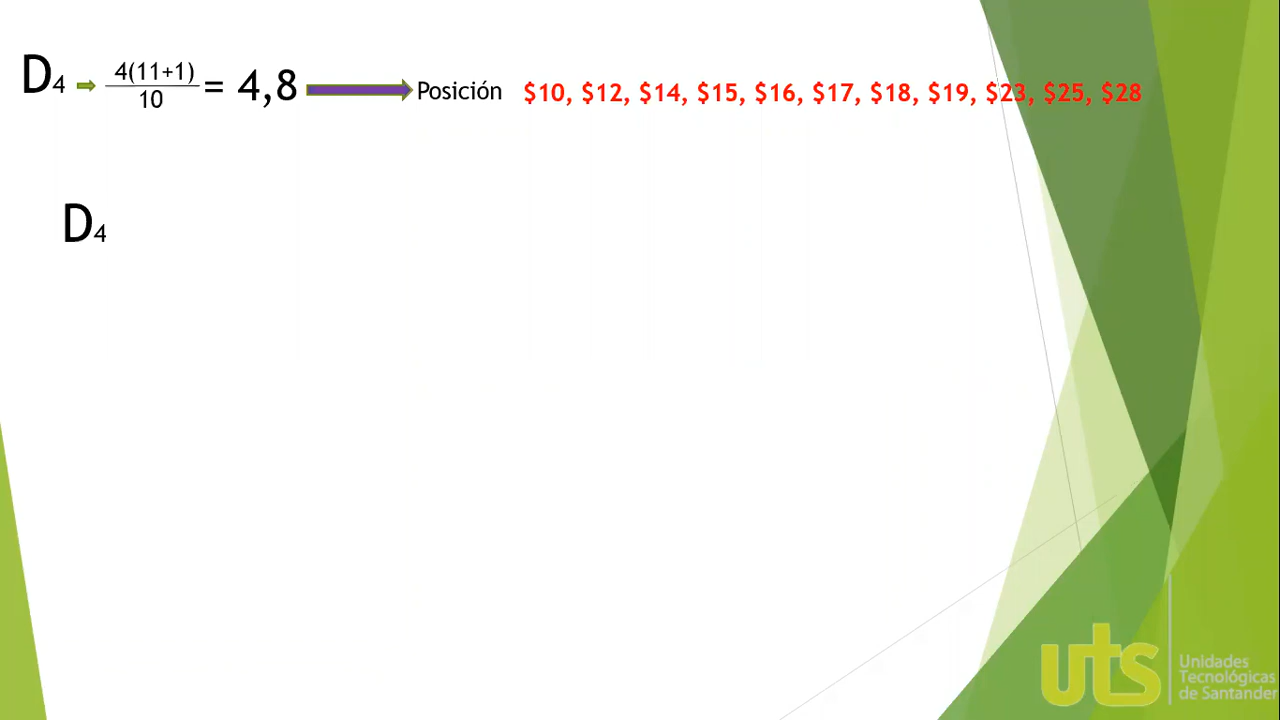 D4 4(11+1)/10 = 4,8 Posición $10, $12, $14, $15, $16, $17, $18, $19, $23, $25, $28
D4
uts Unidades
Tecnológicas
de Santander